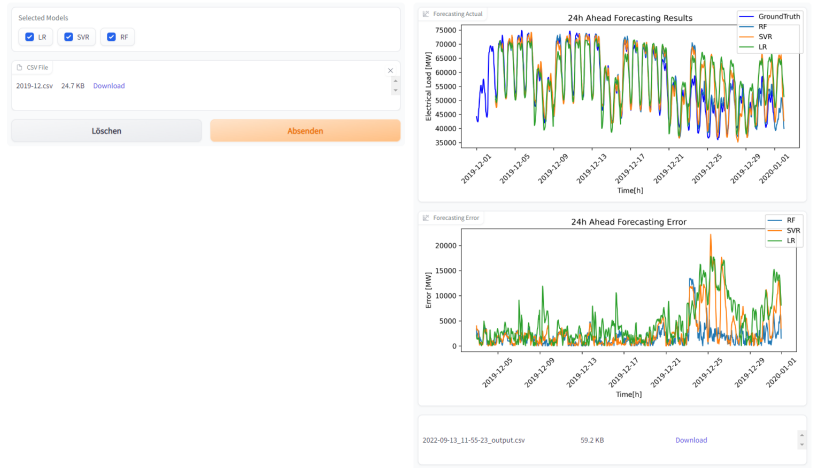 Selected Models
LR
SVR
RF
CSV File
2019-12.csv 24.7 KB Download
Löschen
Absenden
Forecasting Actual
24h Ahead Forecasting Results
GroundTruth
RF
SVR
LR
Electrical Load [MW]
75000
70000
65000
60000
55000
50000
45000
40000
35000
2019-12-01
2019-12-05
2019-12-09
2019-12-13
2019-12-17
2019-12-21
2019-12-25
2019-12-29
2020-01-01
Time[h]
Forecasting Error
24h Ahead Forecasting Error
RF
SVR
LR
Error [MW]
20000
15000
10000
5000
0
2019-12-05
2019-12-09
2019-12-13
2019-12-17
2019-12-21
2019-12-25
2019-12-29
2020-01-01
Time[h]
2022-09-13_11-55-23_output.csv 59.2 KB Download